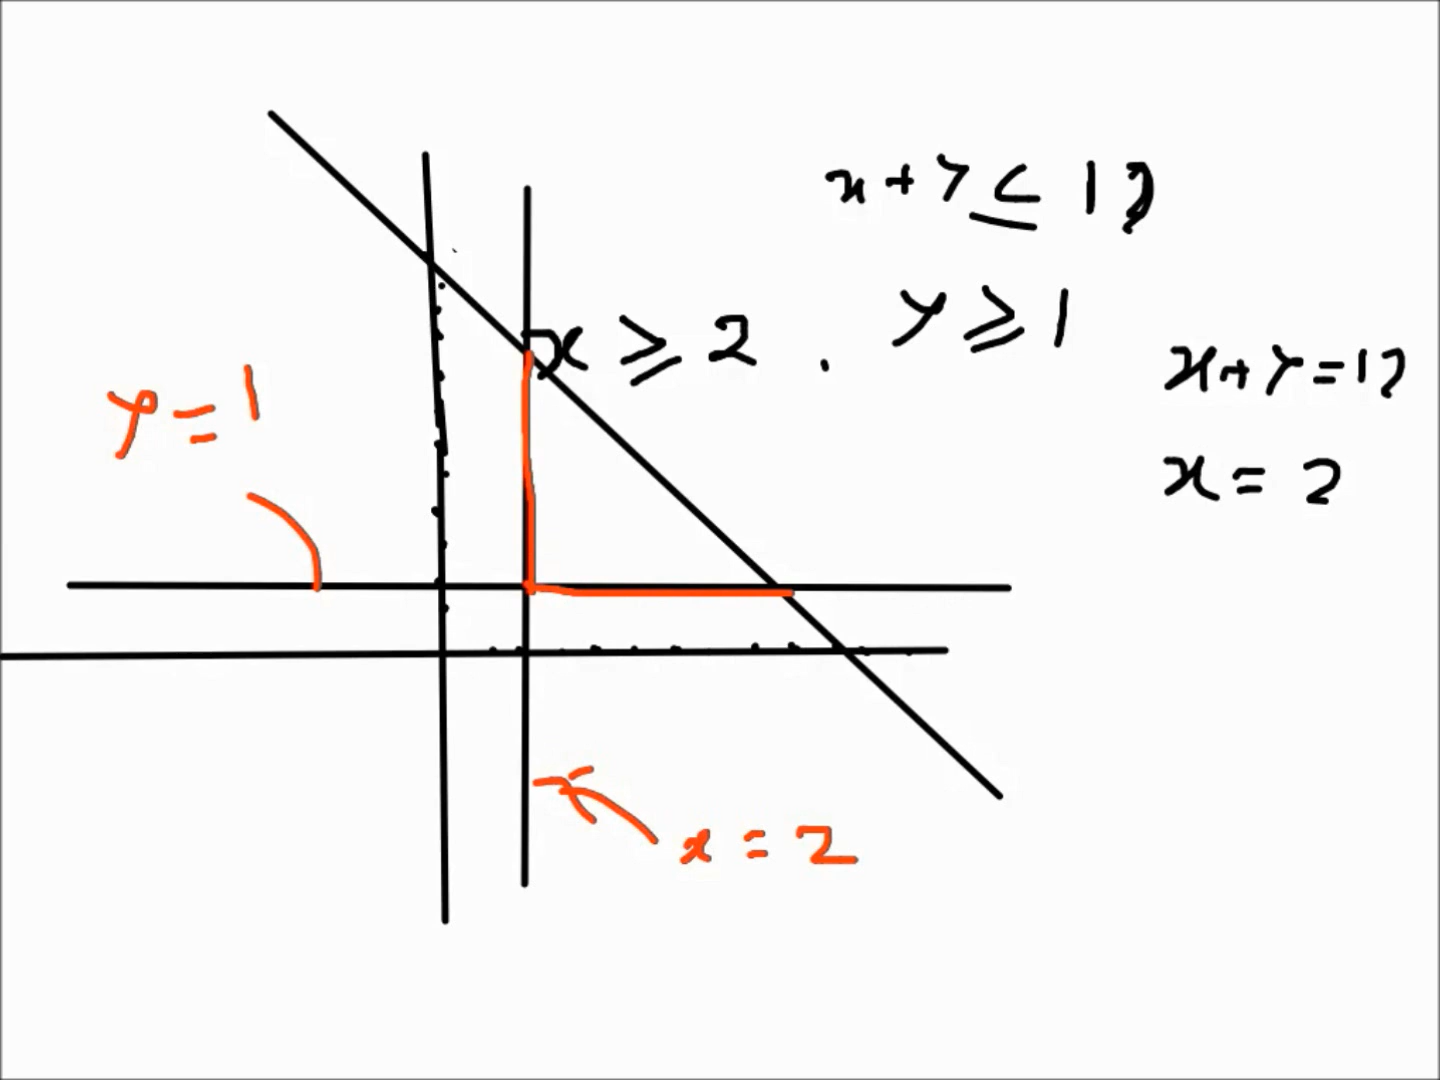 x + y ≤ 12
x ≥ 2 , y ≥ 1
x + y = 12
x = 2
y = 1
x = 2